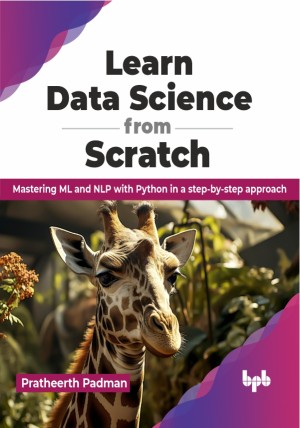 Learn
Data Science
from
Scratch
Mastering ML and NLP with Python in a step-by-step approach
Pratheerth Padman
bpb